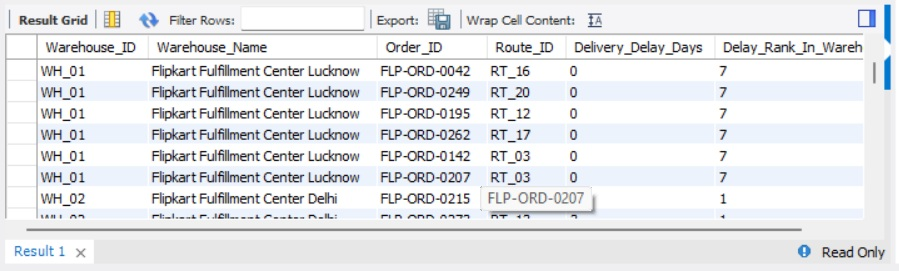 Result Grid Filter Rows: Export: Wrap Cell Content: IA
Warehouse_ID Warehouse_Name Order_ID Route_ID Delivery_Delay_Days Delay_Rank_In_Wareh
WH_01 Flipkart Fulfillment Center Lucknow FLP-ORD-0042 RT_16 0 7
WH_01 Flipkart Fulfillment Center Lucknow FLP-ORD-0249 RT_20 0 7
WH_01 Flipkart Fulfillment Center Lucknow FLP-ORD-0195 RT_12 0 7
WH_01 Flipkart Fulfillment Center Lucknow FLP-ORD-0262 RT_17 0 7
WH_01 Flipkart Fulfillment Center Lucknow FLP-ORD-0142 RT_03 0 7
WH_01 Flipkart Fulfillment Center Lucknow FLP-ORD-0207 RT_03 0 7
WH_02 Flipkart Fulfillment Center Delhi FLP-ORD-0215 FLP-ORD-0207 1
Result 1 Read Only